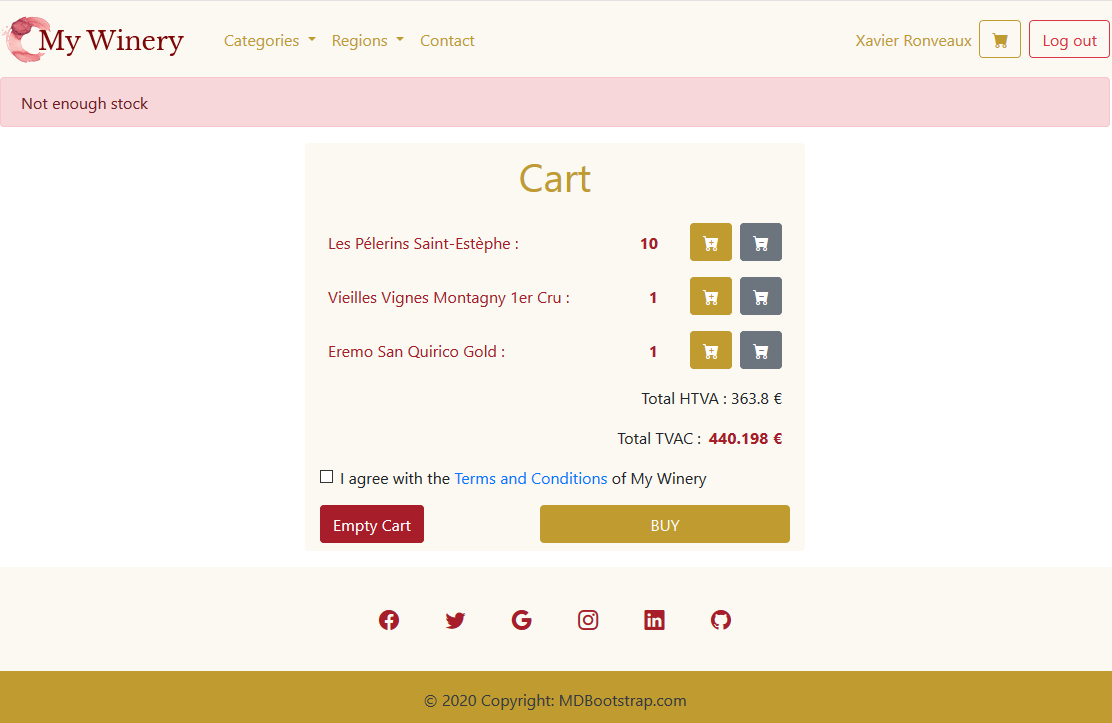 My Winery Categories Regions Contact Xavier Ronveaux Log out
Not enough stock
Cart
Les Pélerins Saint-Estèphe : 10
Vieilles Vignes Montagny 1er Cru : 1
Eremo San Quirico Gold : 1
Total HTVA : 363.8 €
Total TVAC : 440.198 €
I agree with the Terms and Conditions of My Winery
Empty Cart BUY
© 2020 Copyright: MDBootstrap.com